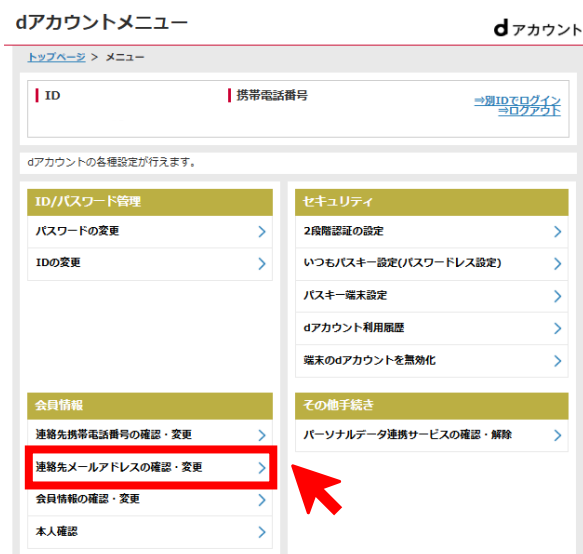 dアカウントメニュー
d アカウント
トップページ > メニュー
ID
携帯電話番号
⇒別IDでログイン
⇒ログアウト
dアカウントの各種設定が行えます。
ID/パスワード管理
パスワードの変更
IDの変更
セキュリティ
2段階認証の設定
いつもパスキー設定(パスワードレス設定)
パスキー端末設定
dアカウント利用履歴
端末のdアカウントを無効化
会員情報
連絡先携帯電話番号の確認・変更
連絡先メールアドレスの確認・変更
会員情報の確認・変更
本人確認
その他手続き
パーソナルデータ連携サービスの確認・解除